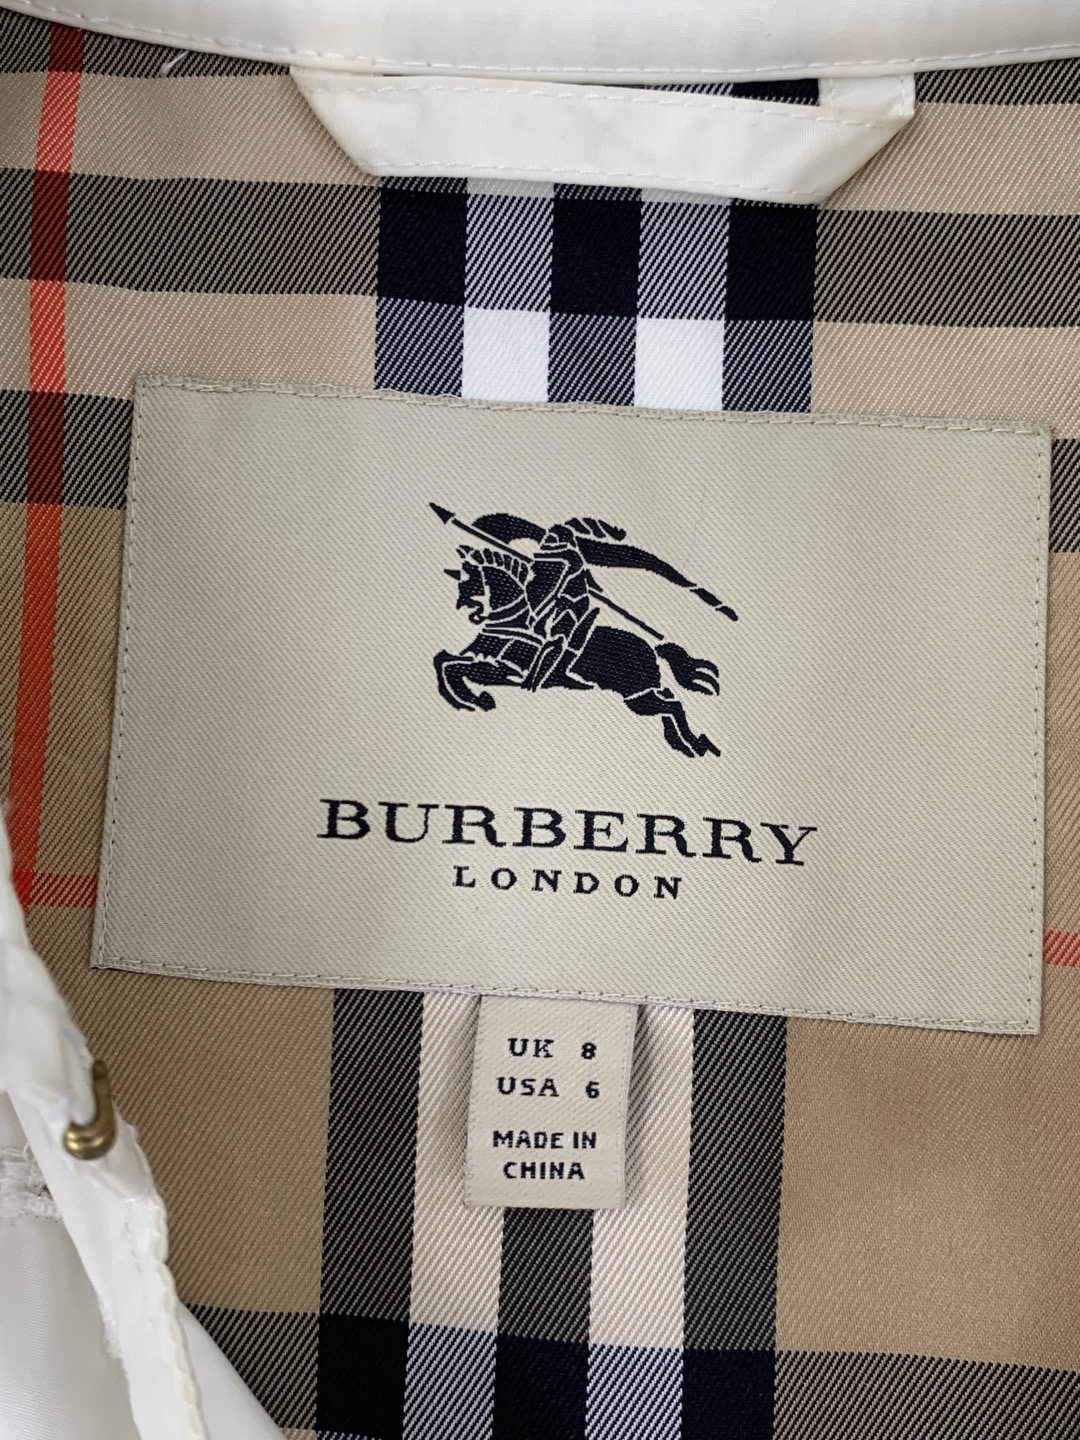 BURBERRY
LONDON
UK 8
USA 6
MADE IN
CHINA